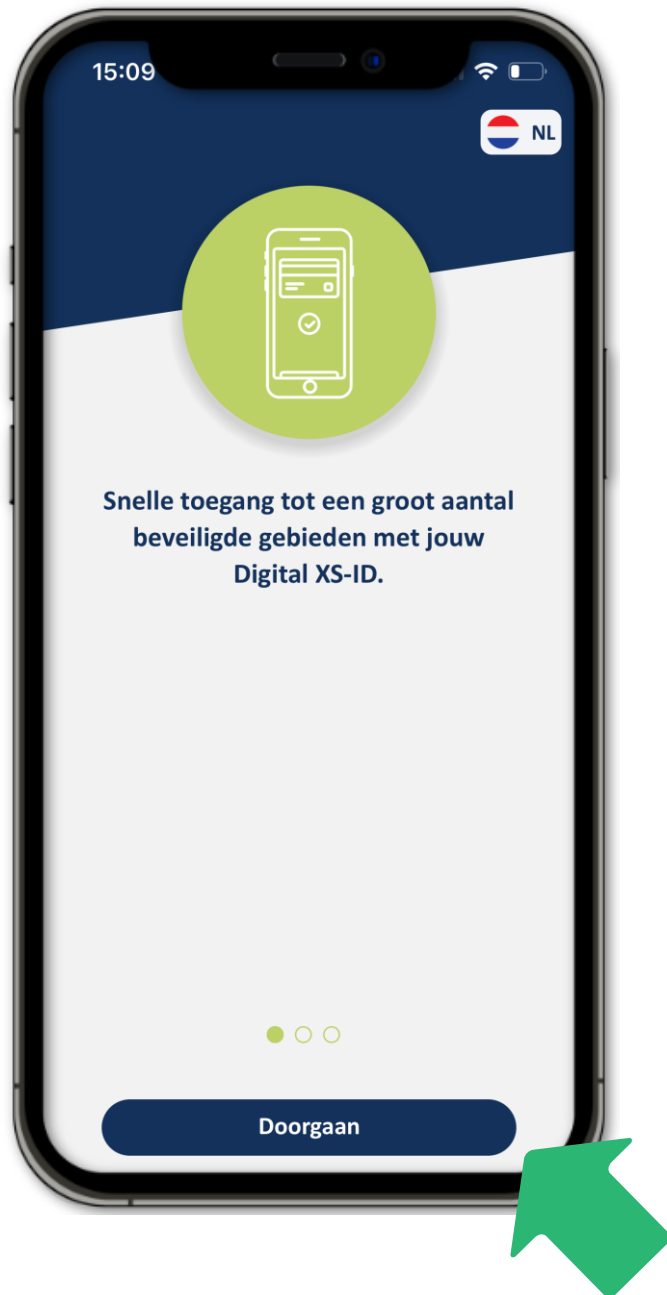 15:09
NL
Snelle toegang tot een groot aantal
beveiligde gebieden met jouw
Digital XS-ID.
Doorgaan